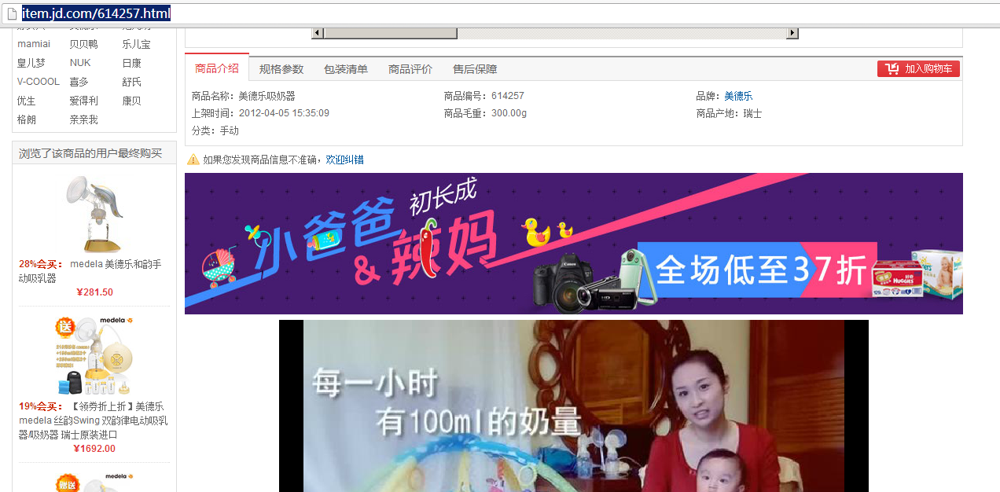 item.jd.com/614257.html
mamiai 贝贝鸭 乐儿宝
皇儿梦 NUK 日康
V-COOOL 喜多 舒氏
优生 爱得利 康贝
格朗 亲亲我
浏览了该商品的用户最终购买
28%会买： medela 美德乐和韵手
动吸乳器
¥281.50
送 medela
19%会买： 【领券折上折】美德乐
medela 丝韵Swing 双韵律电动吸乳
器/吸奶器 瑞士原装进口
¥1692.00
赠送 medela
商品介绍 规格参数 包装清单 商品评价 售后保障 加入购物车
商品名称：美德乐吸奶器 商品编号：614257 品牌：美德乐
上架时间：2012-04-05 15:35:09 商品毛重：300.00g 商品产地：瑞士
分类：手动
如果您发现商品信息不准确，欢迎纠错
小爸爸 初长成
&辣妈
全场低至37折
Canon
HD
HUGGIES
每一小时
有100ml的奶量